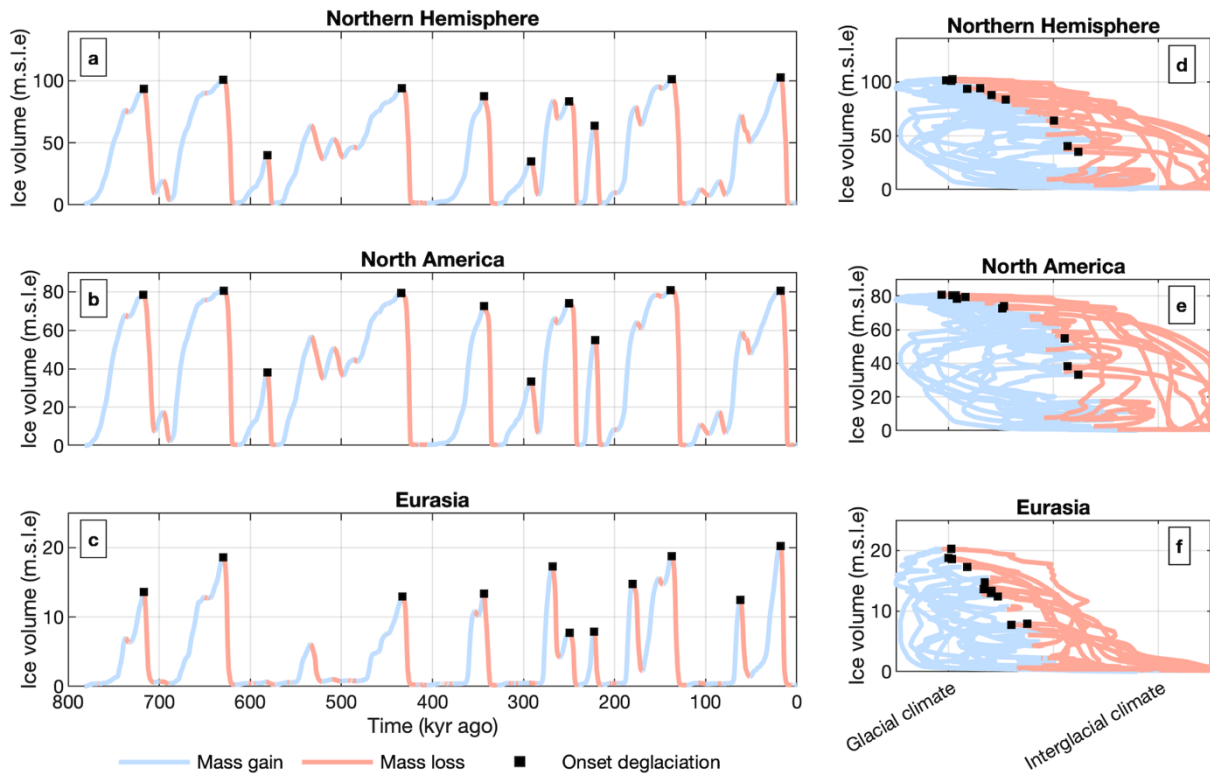 Northern Hemisphere
Ice volume (m.s.l.e)
a
100
50
0
North America
Ice volume (m.s.l.e)
b
80
60
40
20
0
Eurasia
Ice volume (m.s.l.e)
c
20
10
0
800 700 600 500 400 300 200 100 0
Time (kyr ago)
Northern Hemisphere
Ice volume (m.s.l.e)
d
100
50
0
North America
Ice volume (m.s.l.e)
e
80
60
40
20
0
Eurasia
Ice volume (m.s.l.e)
f
20
10
0
Glacial climate
Interglacial climate
Mass gain Mass loss Onset deglaciation